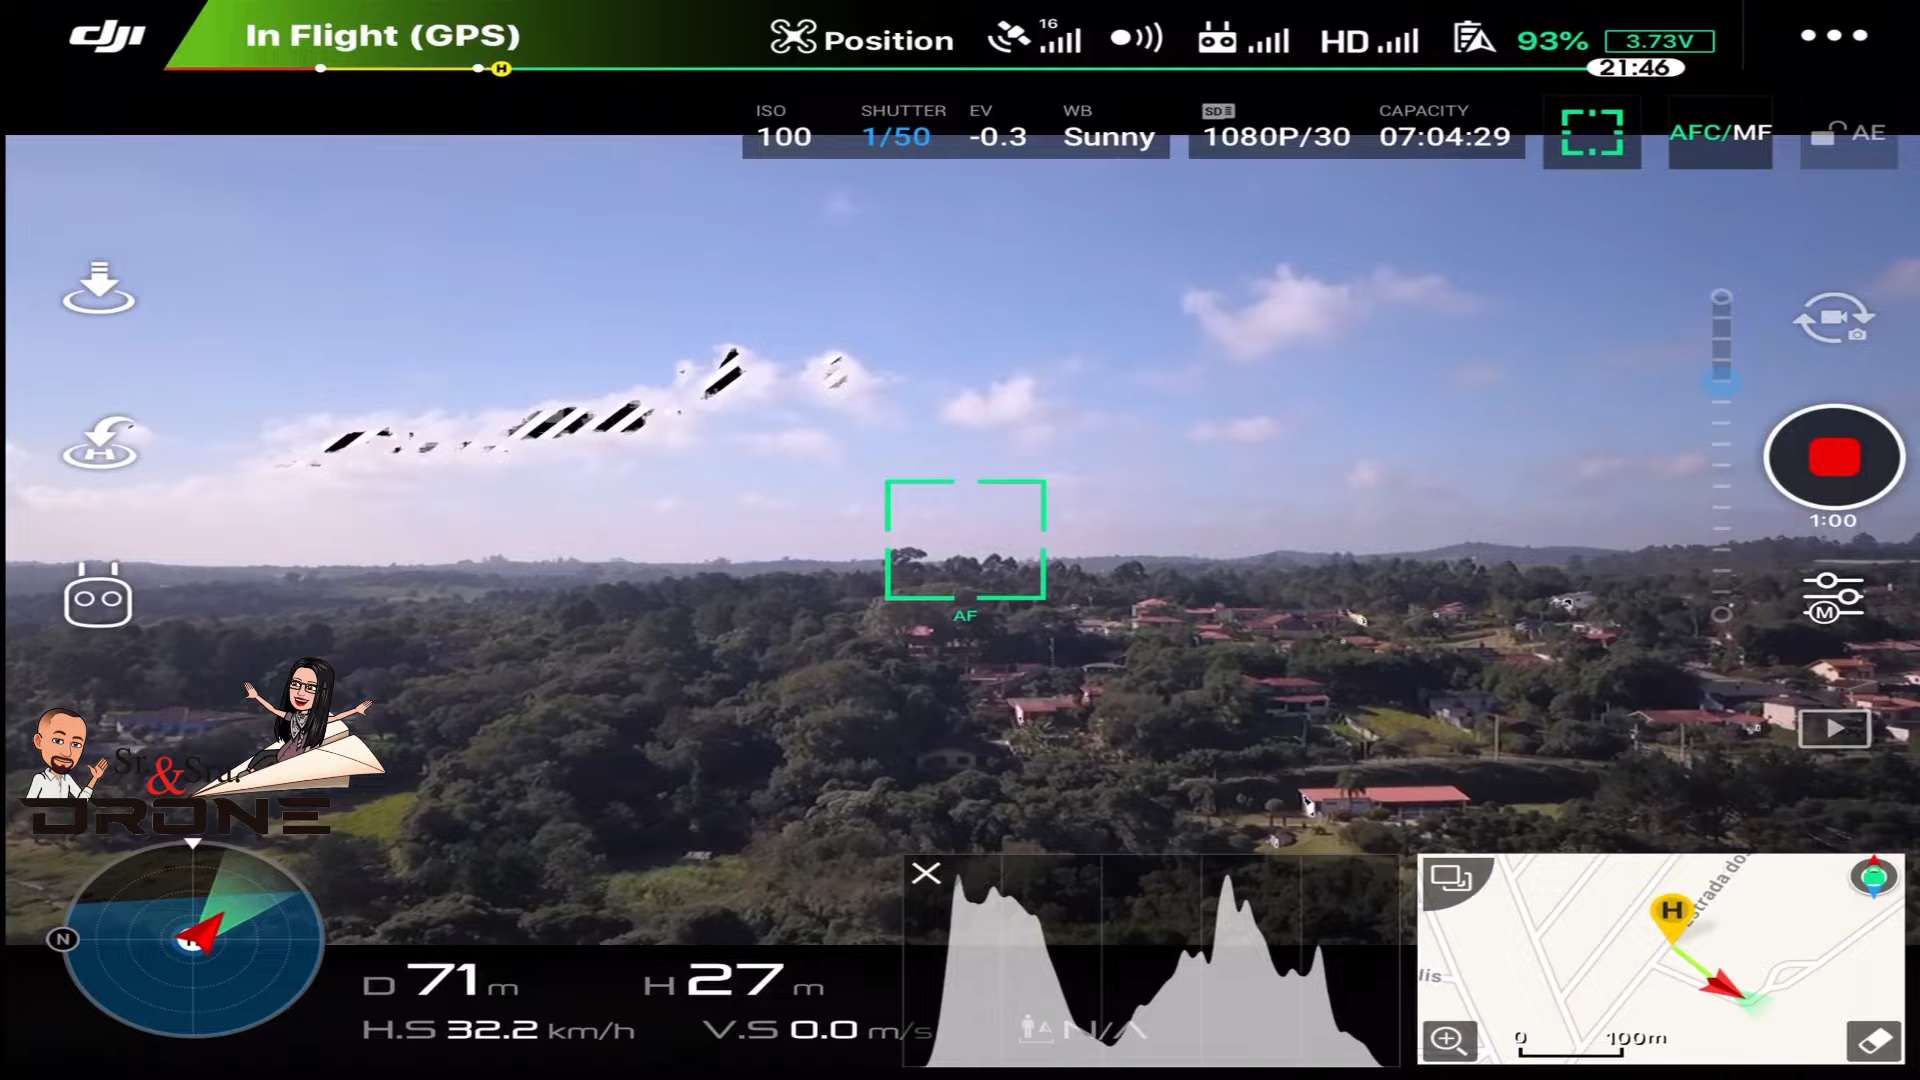 dji In Flight (GPS) Position 16 HD 93% 3.73V
H 21:46
ISO SHUTTER EV WB SD CAPACITY
100 1/50 -0.3 Sunny 1080P/30 07:04:29 AFC/MF AE
H
1:00
AF
M
Sr. & Sra.
DRONE
N
D 71 m H 27 m
H.S 32.2 km/h V.S 0.0 m/s N/A
Estrada dos
H
lis
0 100m